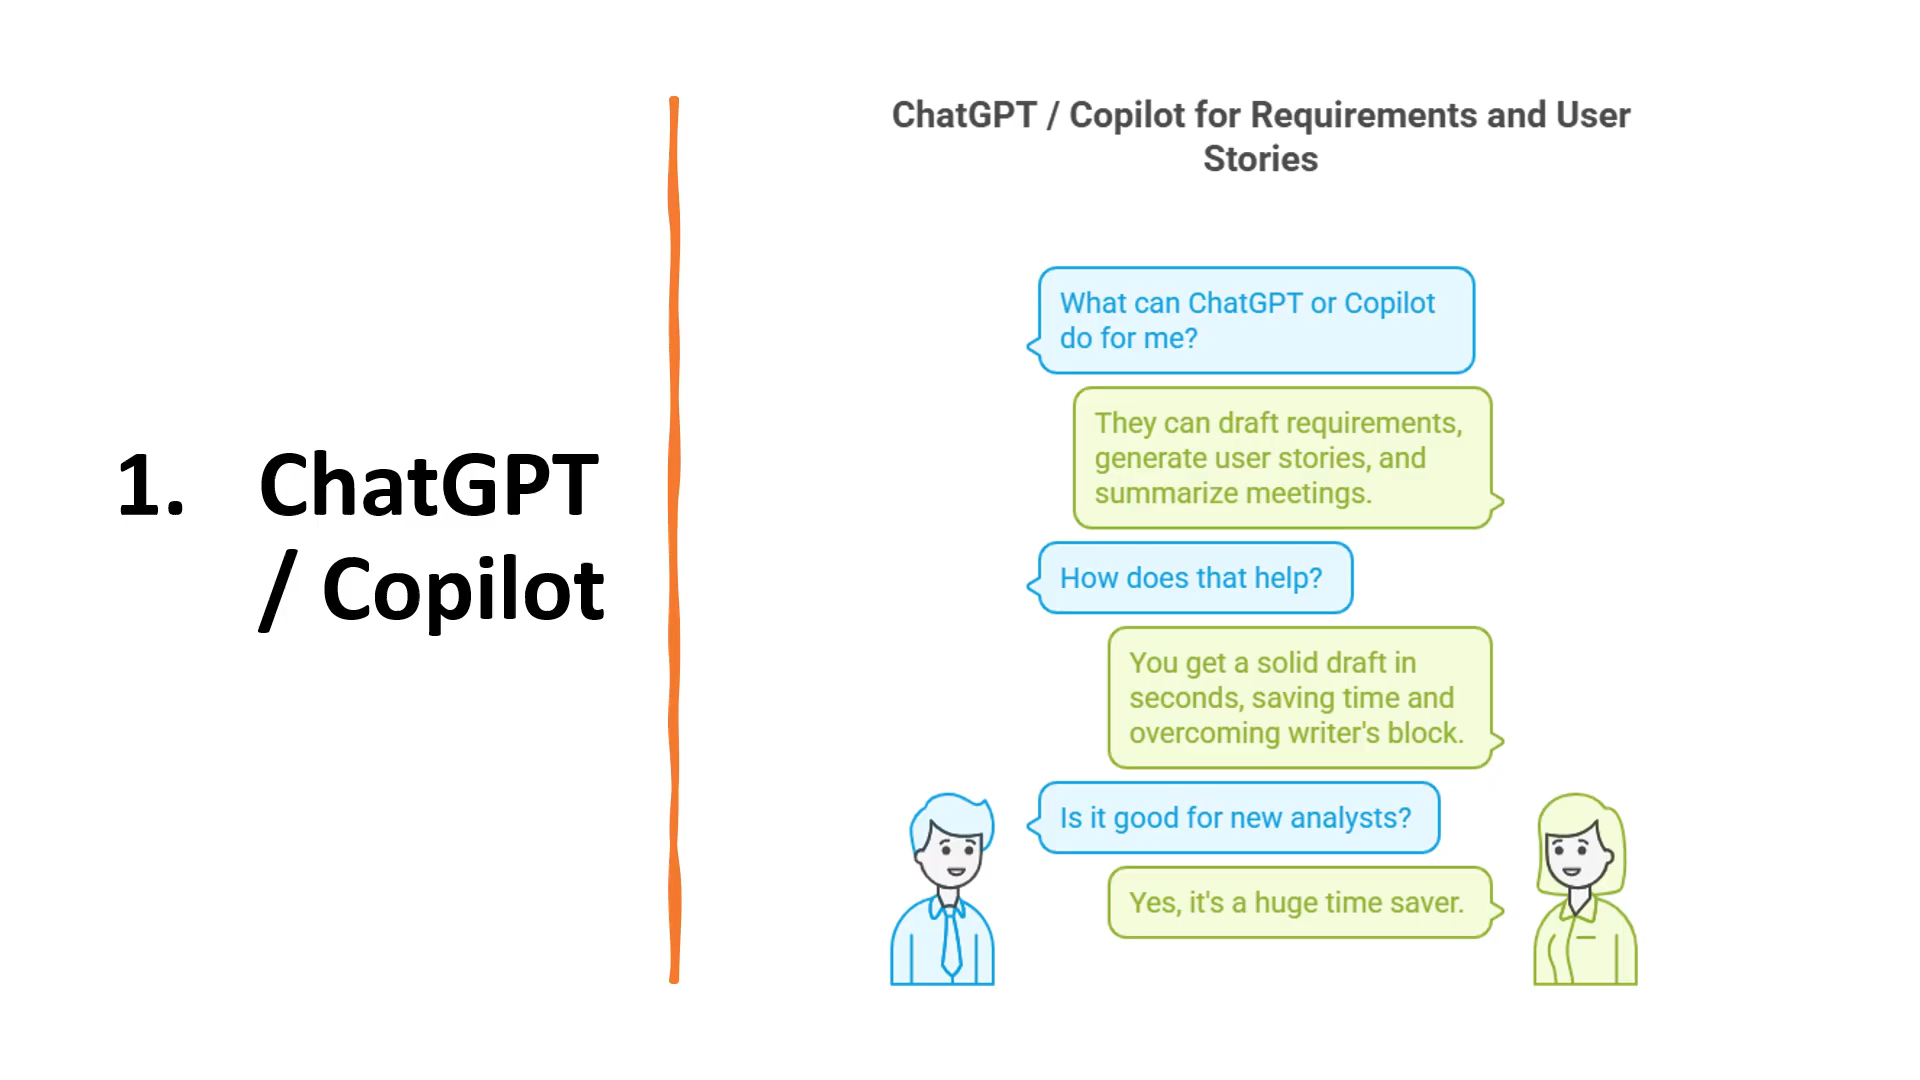 1. ChatGPT
/ Copilot
ChatGPT / Copilot for Requirements and User
Stories
What can ChatGPT or Copilot
do for me?
They can draft requirements,
generate user stories, and
summarize meetings.
How does that help?
You get a solid draft in
seconds, saving time and
overcoming writer's block.
Is it good for new analysts?
Yes, it's a huge time saver.